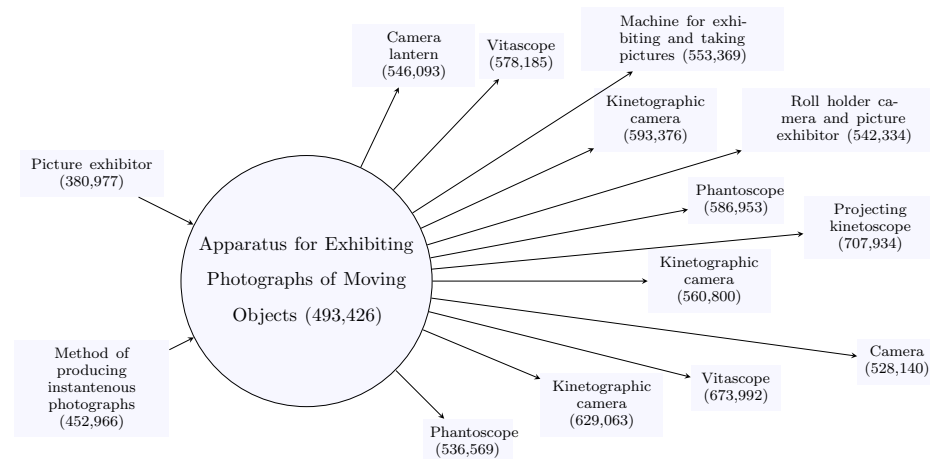 Camera
lantern
(546,093)
Vitascope
(578,185)
Machine for exhi-
biting and taking
pictures (553,369)
Kinetographic
camera
(593,376)
Roll holder ca-
mera and picture
exhibitor (542,334)
Picture exhibitor
(380,977)
Phantoscope
(586,953)
Projecting
kinetoscope
(707,934)
Apparatus for Exhibiting
Photographs of Moving
Objects (493,426)
Kinetographic
camera
(560,800)
Method of
producing
instantenous
photographs
(452,966)
Camera
(528,140)
Vitascope
(673,992)
Kinetographic
camera
(629,063)
Phantoscope
(536,569)